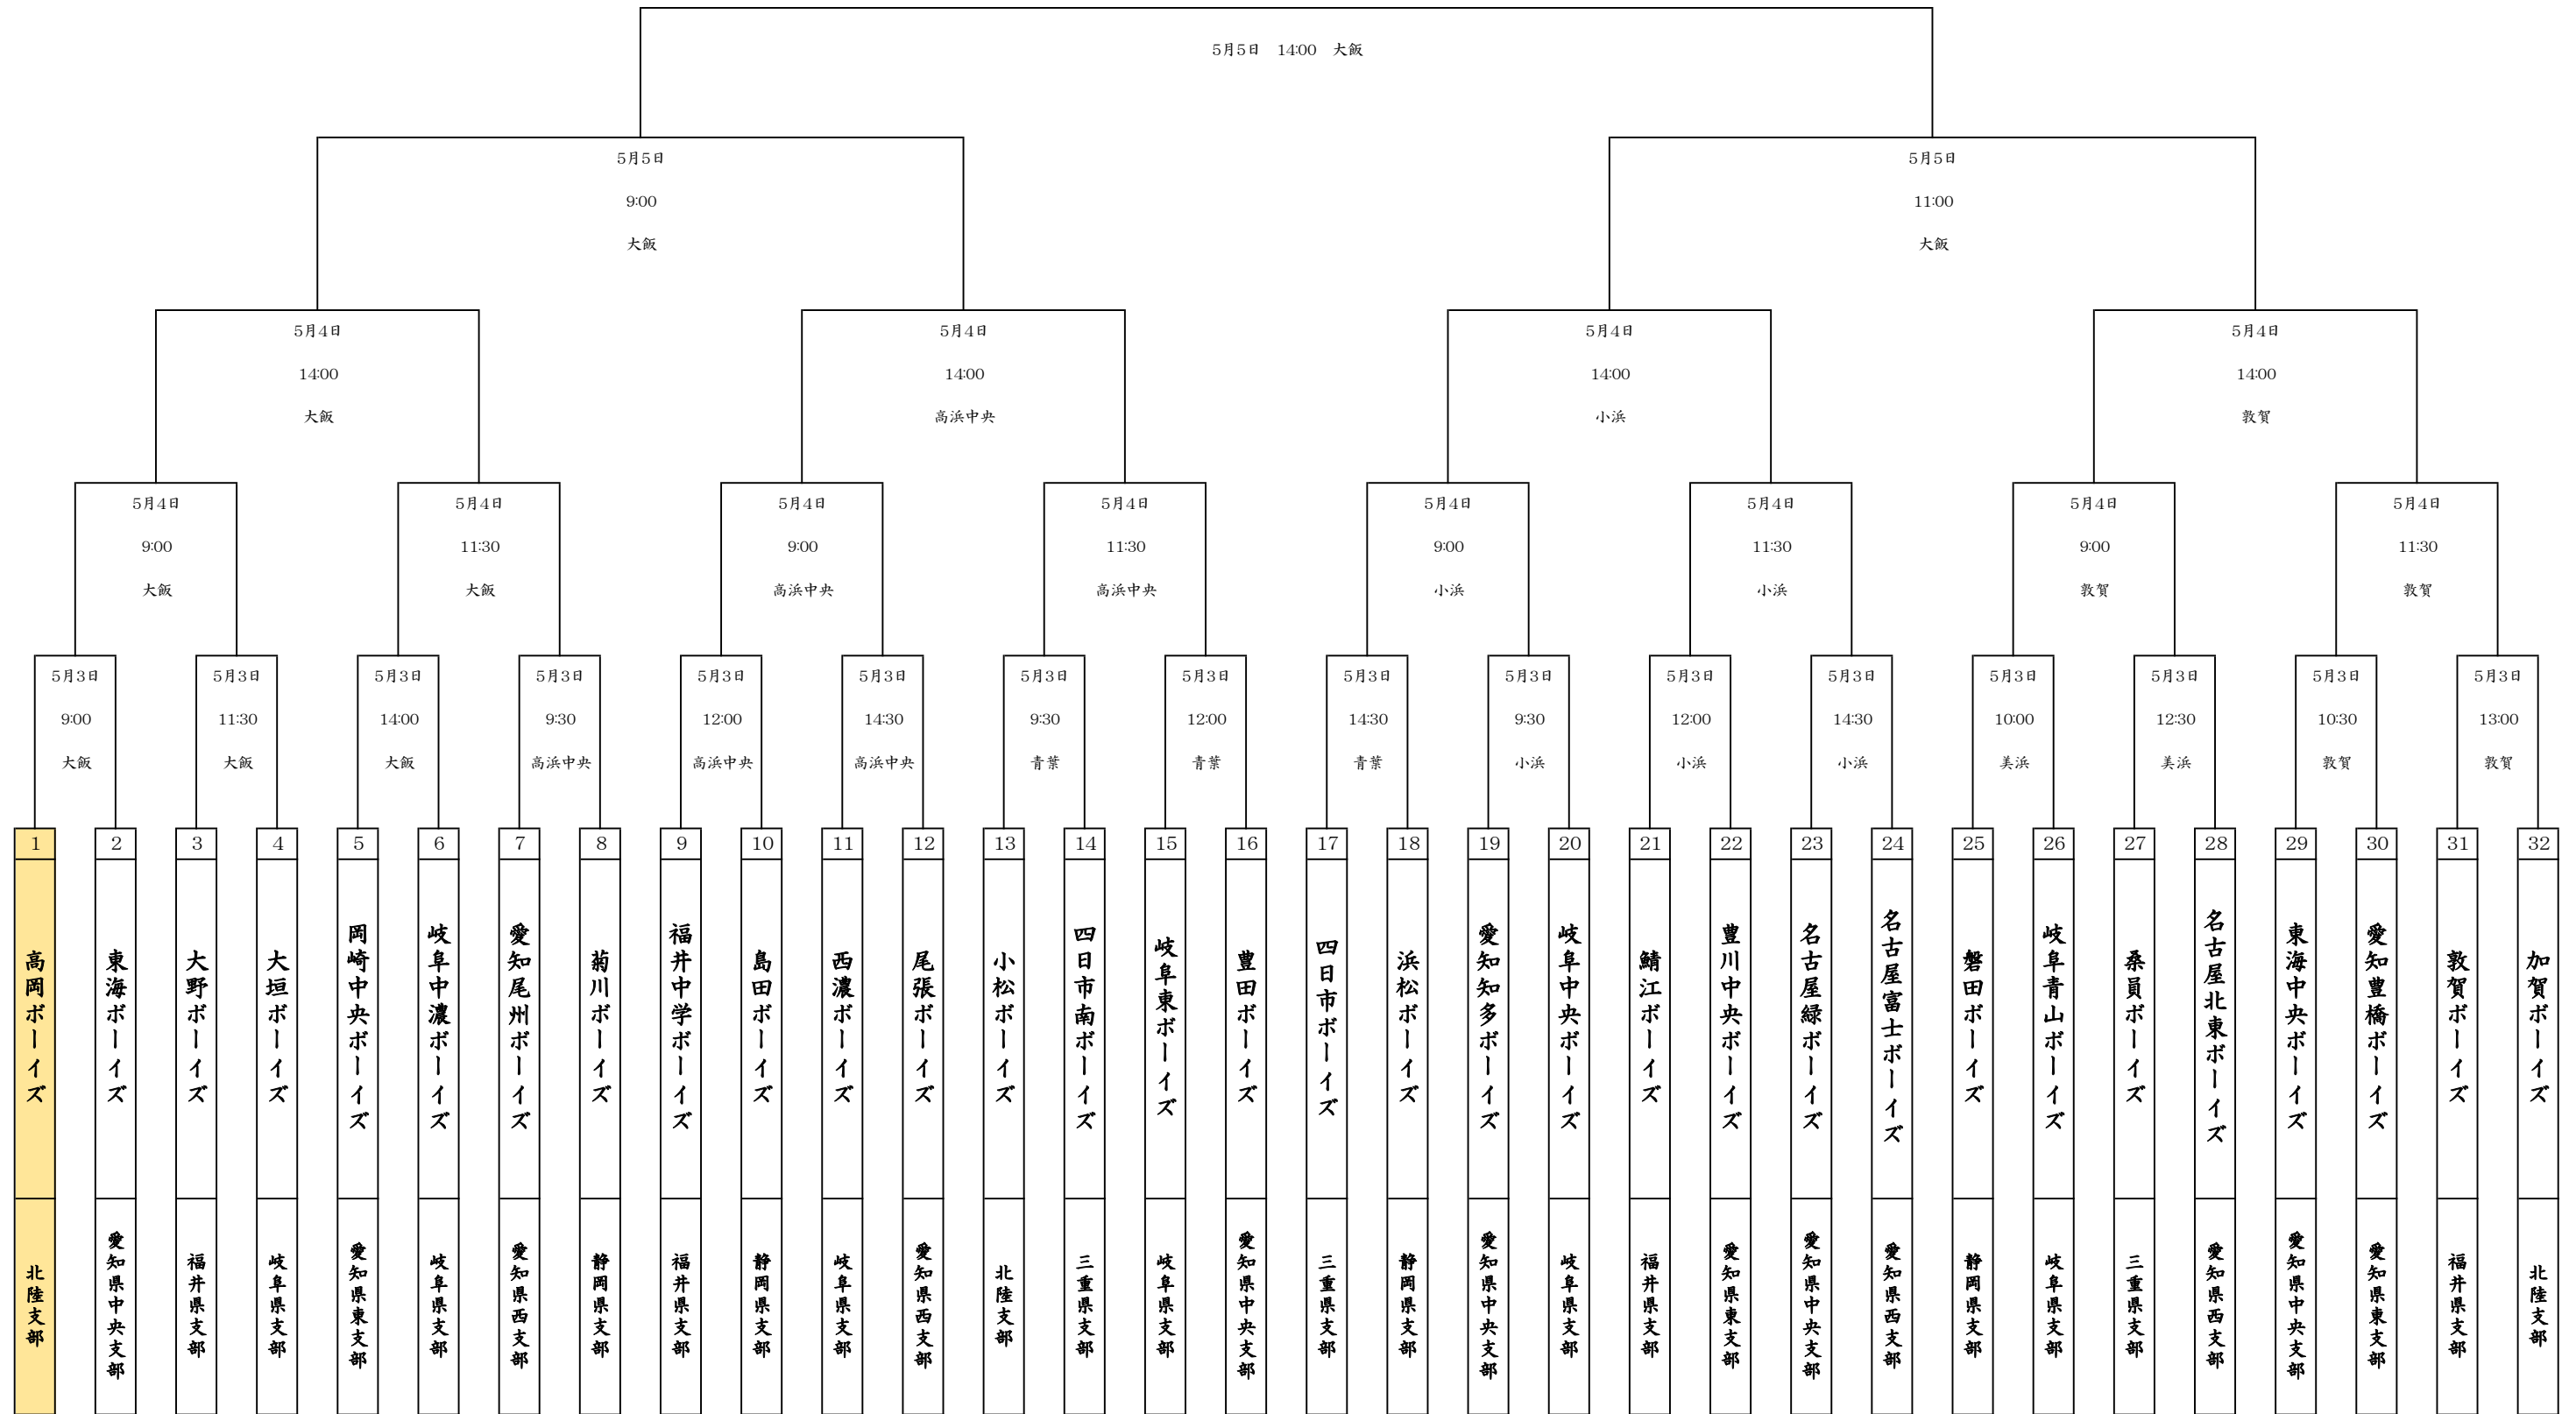 5月5日　14:00　大飯
5月5日
9:00
大飯
5月5日
11:00
大飯
5月4日
14:00
大飯
5月4日
14:00
高浜中央
5月4日
14:00
小浜
5月4日
14:00
敦賀
5月4日
9:00
大飯
5月4日
11:30
大飯
5月4日
9:00
高浜中央
5月4日
11:30
高浜中央
5月4日
9:00
小浜
5月4日
11:30
小浜
5月4日
9:00
敦賀
5月4日
11:30
敦賀
5月3日
9:00
大飯
5月3日
11:30
大飯
5月3日
14:00
大飯
5月3日
9:30
高浜中央
5月3日
12:00
高浜中央
5月3日
14:30
高浜中央
5月3日
9:30
青葉
5月3日
12:00
青葉
5月3日
14:30
青葉
5月3日
9:30
小浜
5月3日
12:00
小浜
5月3日
14:30
小浜
5月3日
10:00
美浜
5月3日
12:30
美浜
5月3日
10:30
敦賀
5月3日
13:00
敦賀
1
高岡ボーイズ
北陸支部
2
東海ボーイズ
愛知県中央支部
3
大野ボーイズ
福井県支部
4
大垣ボーイズ
岐阜県支部
5
岡崎中央ボーイズ
愛知県東支部
6
岐阜中濃ボーイズ
岐阜県支部
7
愛知尾州ボーイズ
愛知県西支部
8
菊川ボーイズ
静岡県支部
9
福井中学ボーイズ
福井県支部
10
島田ボーイズ
静岡県支部
11
西濃ボーイズ
岐阜県支部
12
尾張ボーイズ
愛知県西支部
13
小松ボーイズ
北陸支部
14
四日市南ボーイズ
三重県支部
15
岐阜東ボーイズ
岐阜県支部
16
豊田ボーイズ
愛知県中央支部
17
四日市ボーイズ
三重県支部
18
浜松ボーイズ
静岡県支部
19
愛知知多ボーイズ
愛知県中央支部
20
岐阜中央ボーイズ
岐阜県支部
21
鯖江ボーイズ
福井県支部
22
豊川中央ボーイズ
愛知県東支部
23
名古屋緑ボーイズ
愛知県中央支部
24
名古屋富士ボーイズ
愛知県西支部
25
磐田ボーイズ
静岡県支部
26
岐阜青山ボーイズ
岐阜県支部
27
桑員ボーイズ
三重県支部
28
名古屋北東ボーイズ
愛知県西支部
29
東海中央ボーイズ
愛知県中央支部
30
愛知豊橋ボーイズ
愛知県東支部
31
敦賀ボーイズ
福井県支部
32
加賀ボーイズ
北陸支部